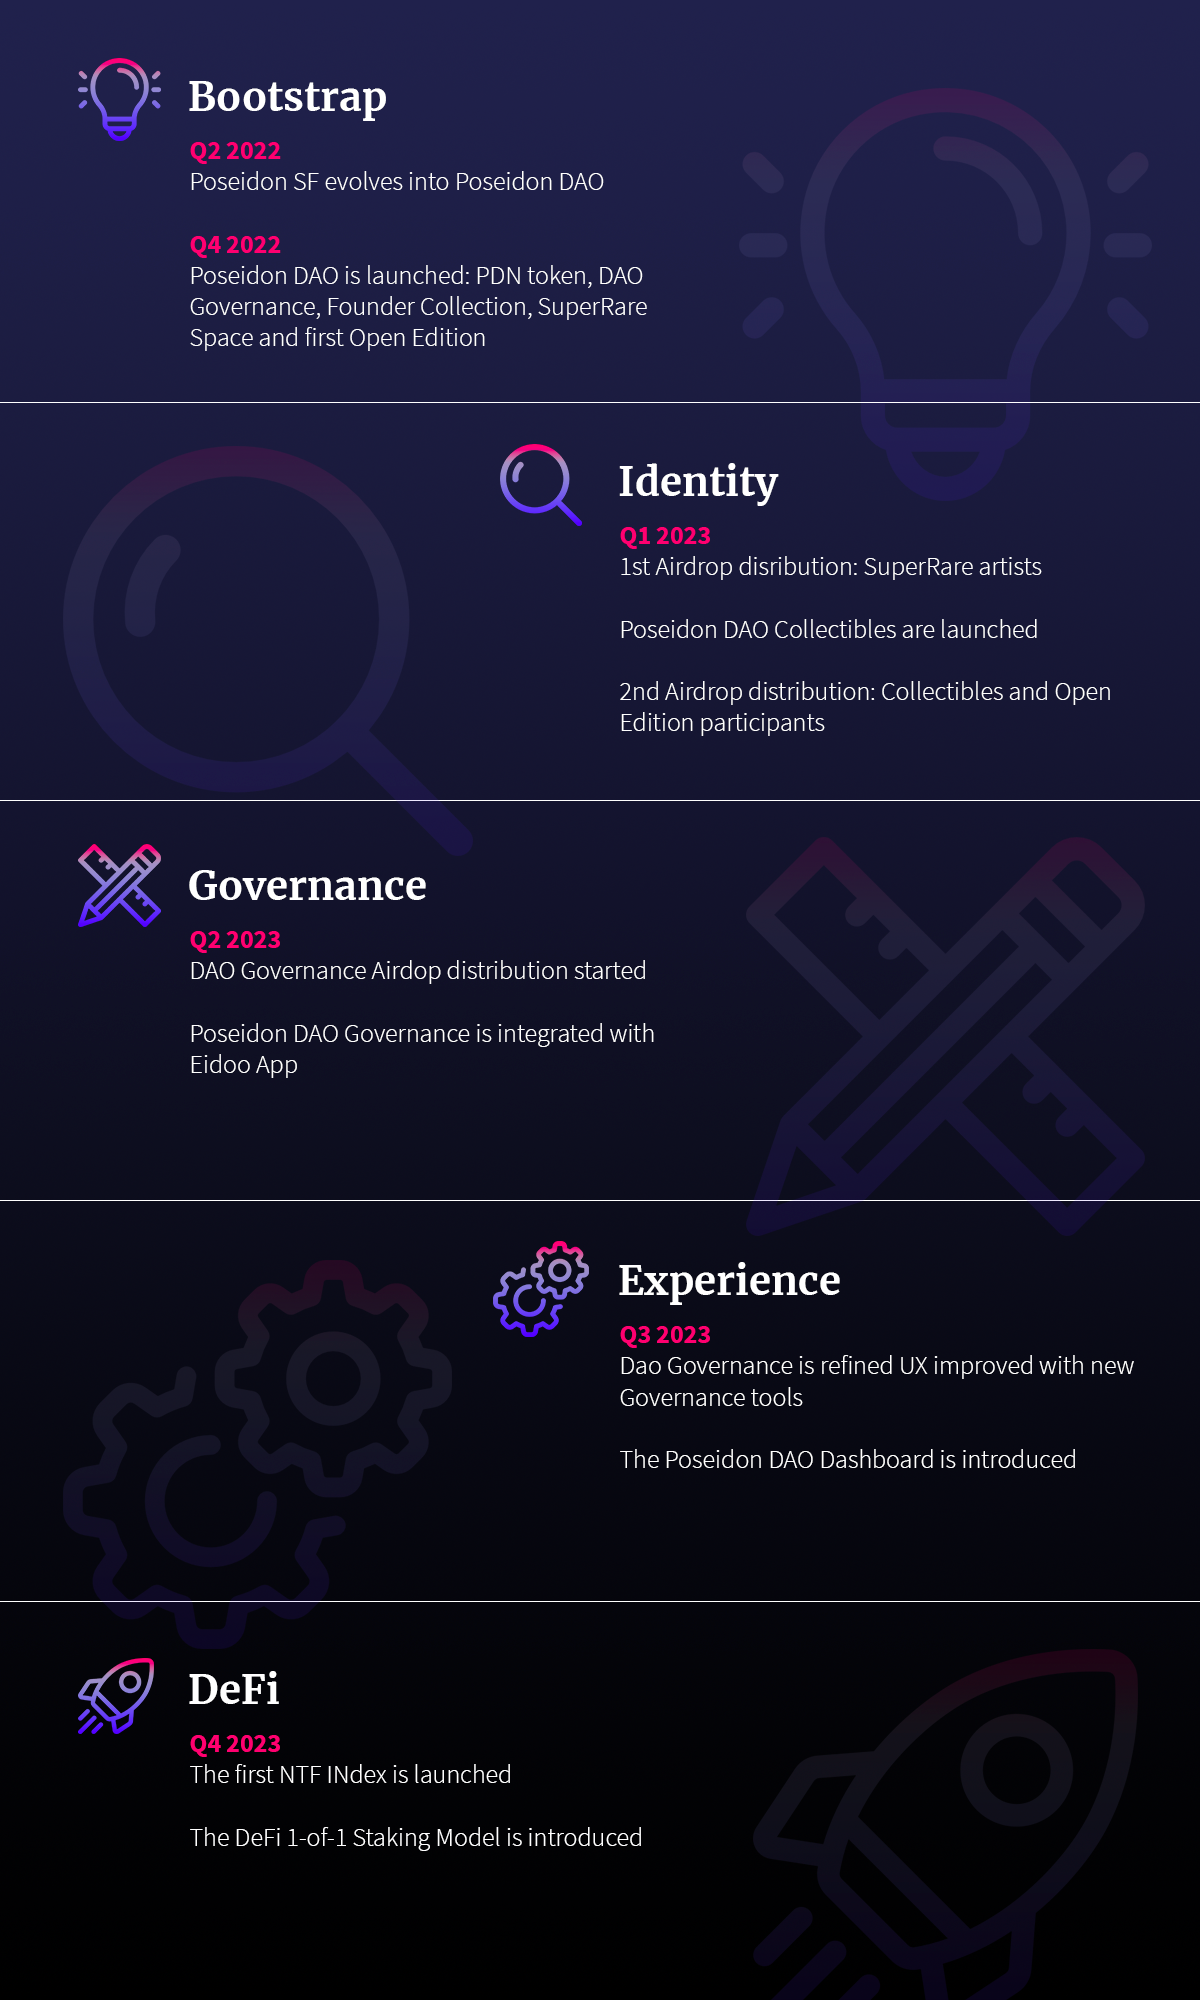 Bootstrap
Q2 2022
Poseidon SF evolves into Poseidon DAO
Q4 2022
Poseidon DAO is launched: PDN token, DAO
Governance, Founder Collection, SuperRare
Space and first Open Edition
Identity
Q1 2023
1st Airdrop disribution: SuperRare artists
Poseidon DAO Collectibles are launched
2nd Airdrop distribution: Collectibles and Open
Edition participants
Governance
Q2 2023
DAO Governance Airdop distribution started
Poseidon DAO Governance is integrated with
Eidoo App
Experience
Q3 2023
Dao Governance is refined UX improved with new
Governance tools
The Poseidon DAO Dashboard is introduced
DeFi
Q4 2023
The first NTF INdex is launched
The DeFi 1-of-1 Staking Model is introduced